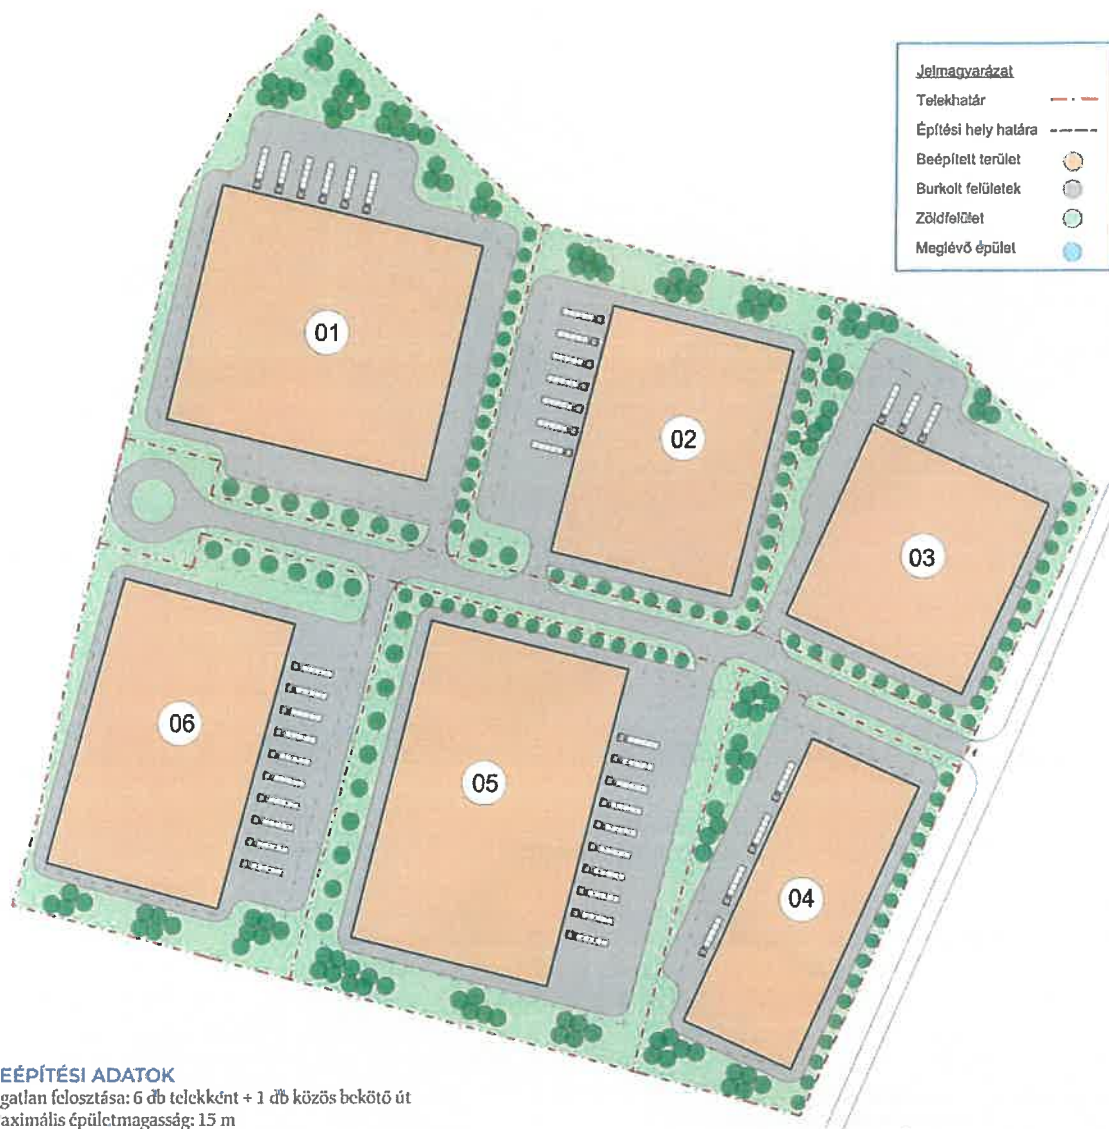 Jelmagyarázat
Telekhatár
Építési hely határa
Beépített terület
Burkolt felületek
Zöldfelület
Meglévő épület
01
02
03
06
05
04
EÉPÍTÉSI ADATOK
gatlan felosztása: 6 db telekként + 1 db közös bekötő út
aximális épületmagasság: 15 m